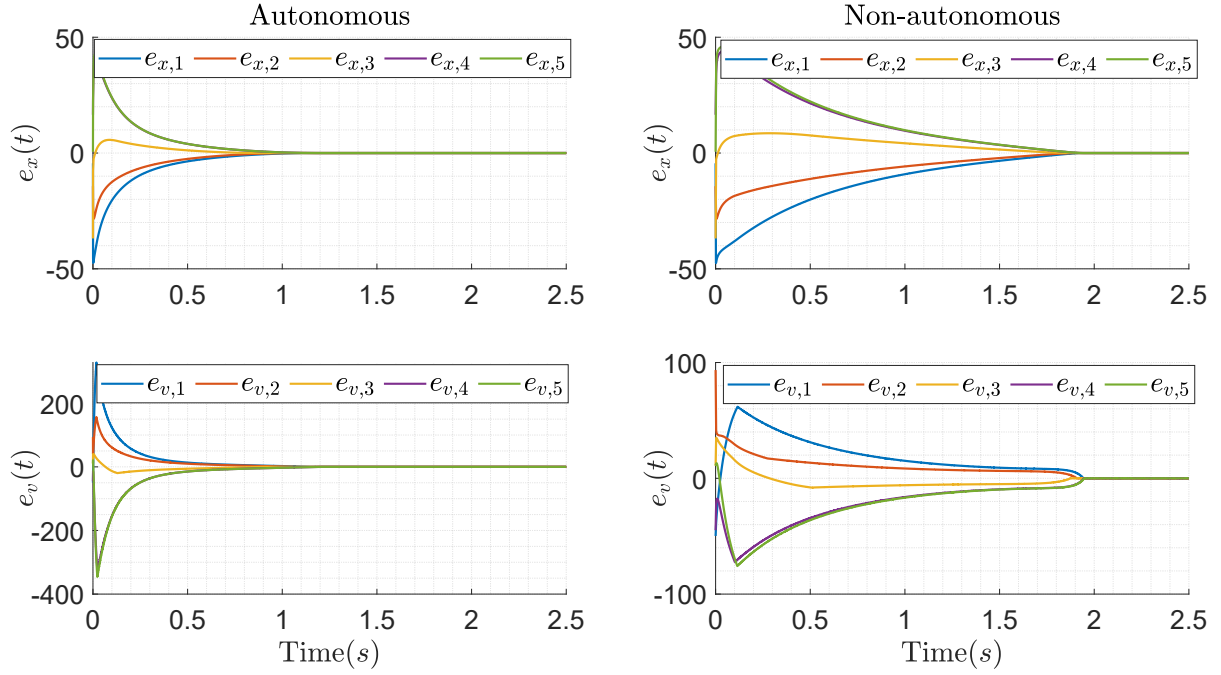 Autonomous
50
0
-50
e_x(t)
e_{x,1} e_{x,2} e_{x,3} e_{x,4} e_{x,5}
0 0.5 1 1.5 2 2.5
Non-autonomous
50
0
-50
e_x(t)
e_{x,1} e_{x,2} e_{x,3} e_{x,4} e_{x,5}
0 0.5 1 1.5 2 2.5
200
0
-200
-400
e_v(t)
e_{v,1} e_{v,2} e_{v,3} e_{v,4} e_{v,5}
0 0.5 1 1.5 2 2.5
Time(s)
100
0
-100
e_v(t)
e_{v,1} e_{v,2} e_{v,3} e_{v,4} e_{v,5}
0 0.5 1 1.5 2 2.5
Time(s)